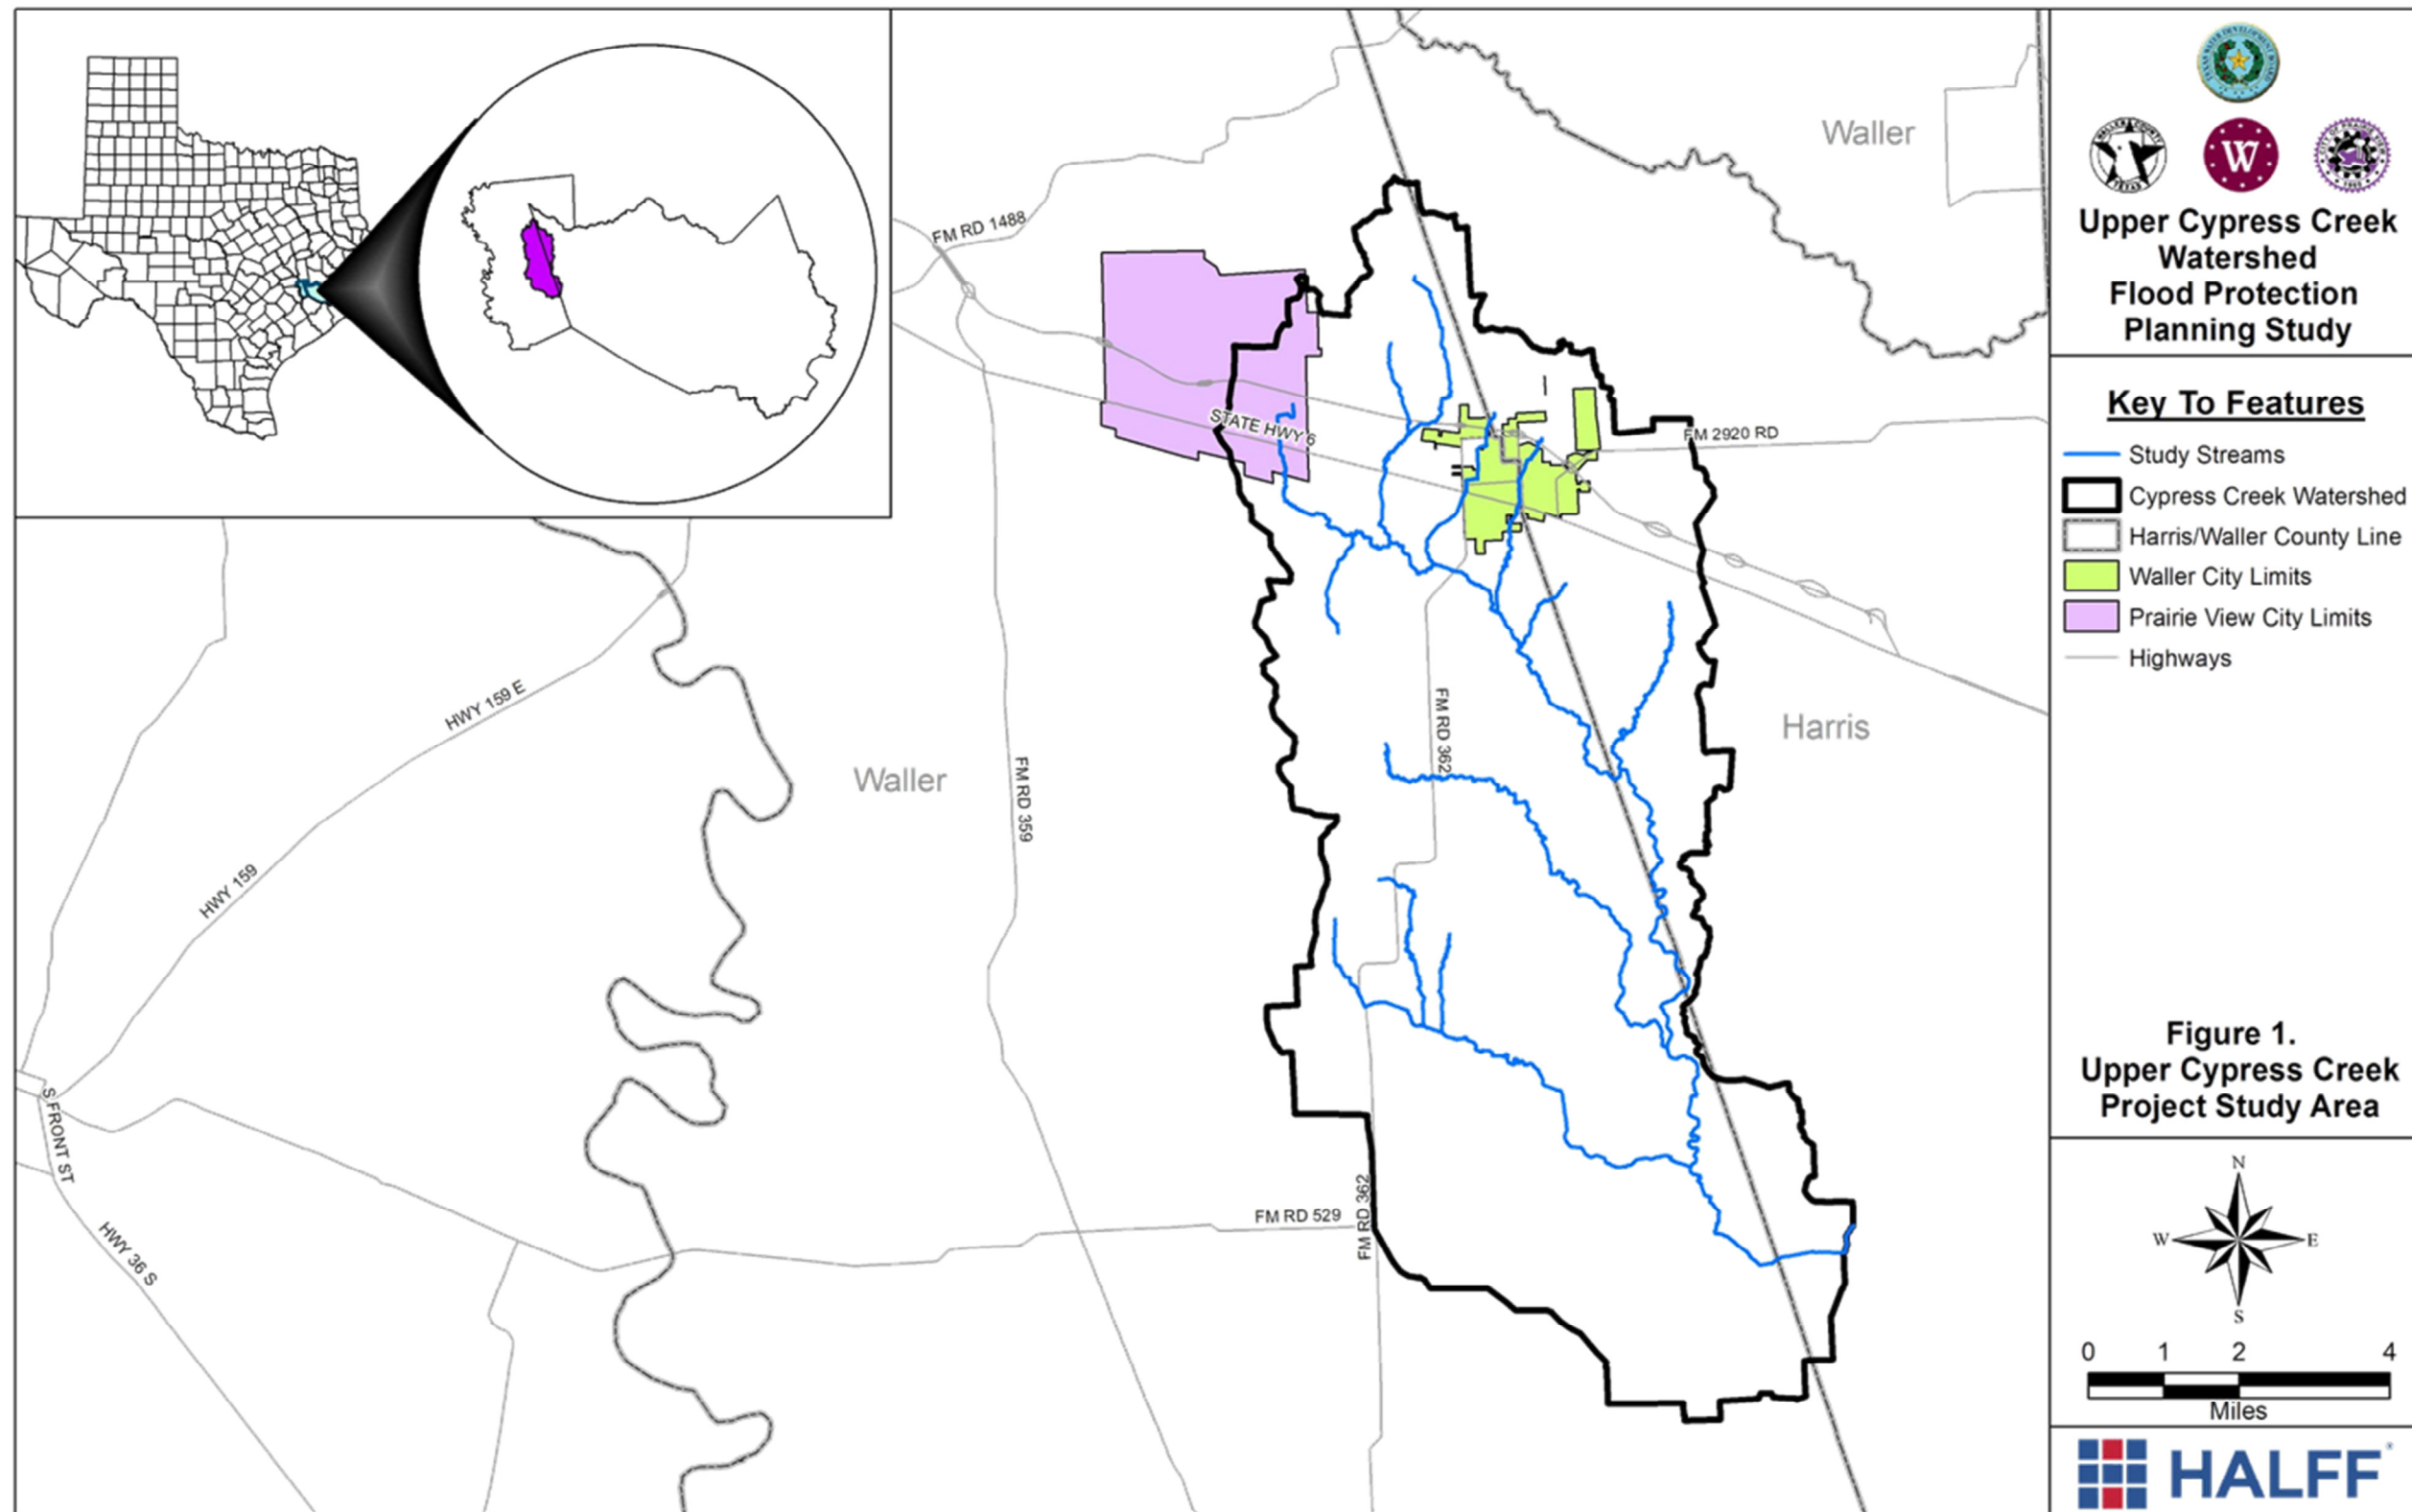 Upper Cypress Creek
Watershed
Flood Protection
Planning Study
Key To Features
Study Streams
Cypress Creek Watershed
Harris/Waller County Line
Waller City Limits
Prairie View City Limits
Highways
Figure 1.
Upper Cypress Creek
Project Study Area
N
W
E
S
0 1 2 4
Miles
HALFF
W
TEXAS
Waller
FM RD 1488
STATE HWY 6
FM 2920 RD
Harris
HWY 159 E
FM RD 362
Waller
FM RD 359
HWY 159
S FRONT ST
FM RD 529
FM RD 362
HWY 36 S